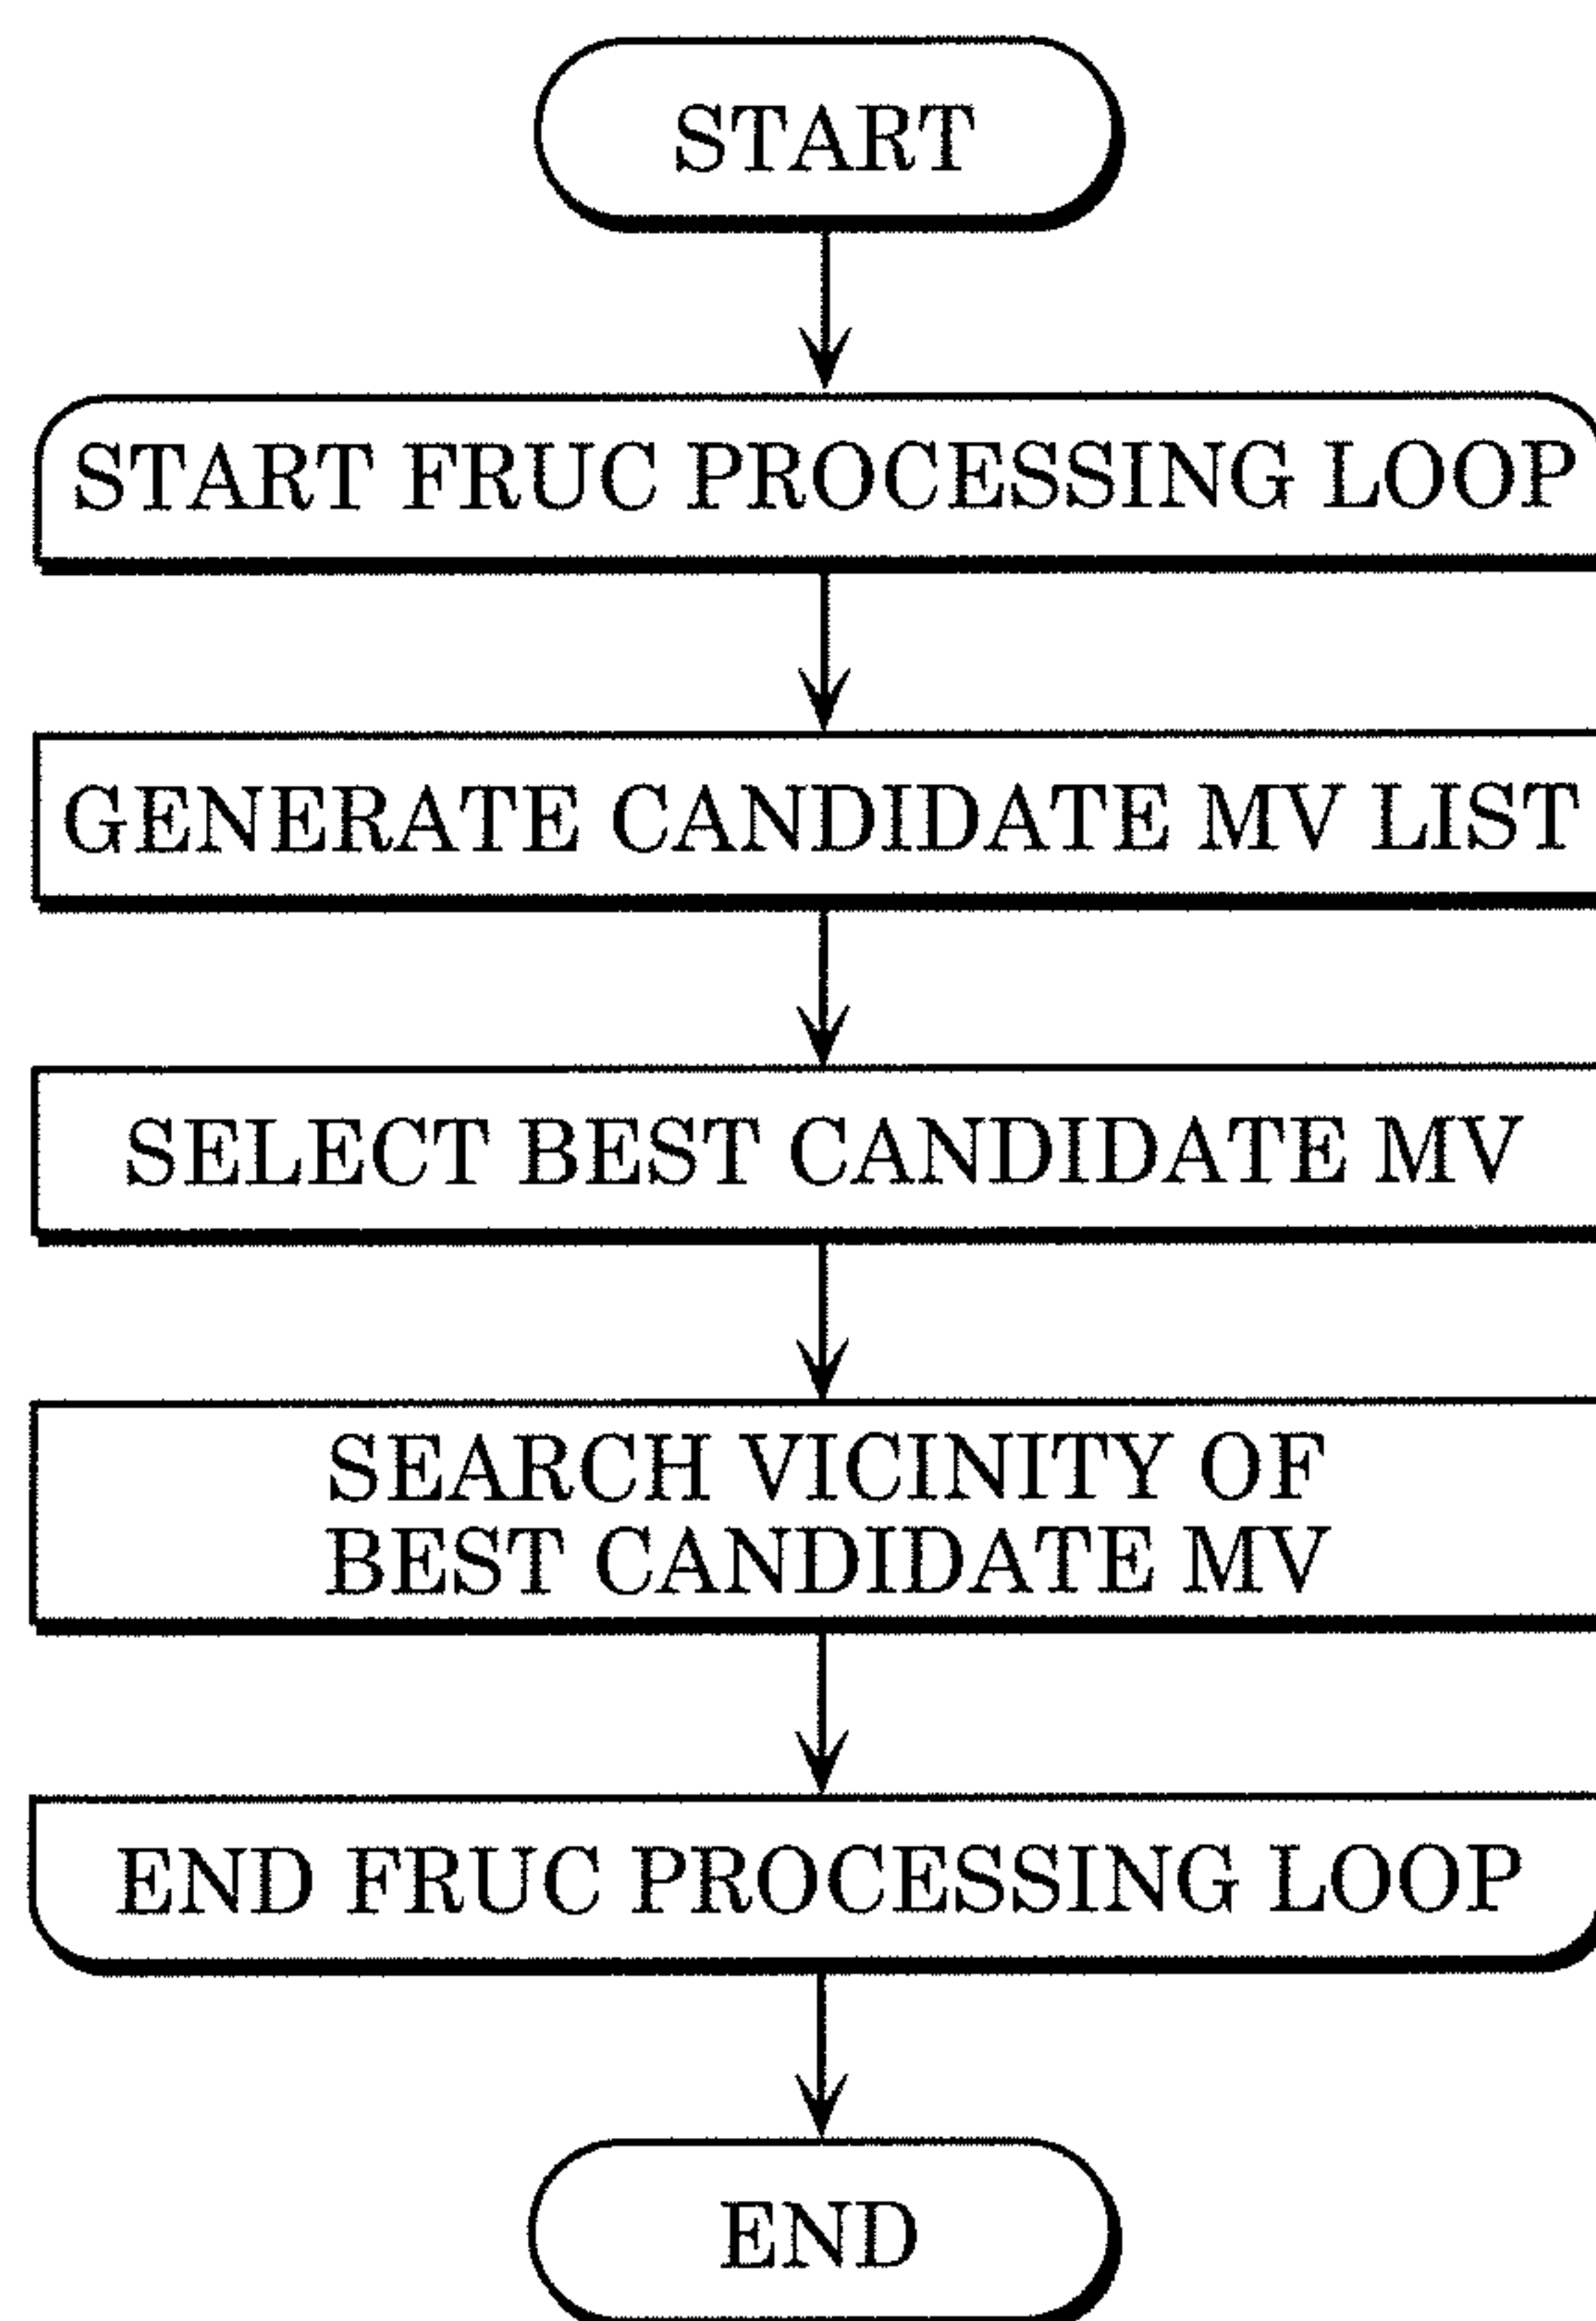 START
START FRUC PROCESSING LOOP
GENERATE CANDIDATE MV LIST
SELECT BEST CANDIDATE MV
SEARCH VICINITY OF
BEST CANDIDATE MV
END FRUC PROCESSING LOOP
END